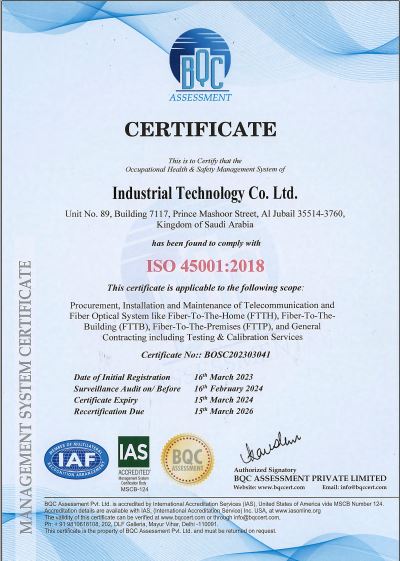 BQC
ASSESSMENT
CERTIFICATE
This is to Certify that the
Occupational Health & Safety Management System of
Industrial Technology Co. Ltd.
Unit No. 89, Building 7117, Prince Mashoor Street, Al Jubail 35514-3760,
Kingdom of Saudi Arabia
has been found to comply with
ISO 45001:2018
This certificate is applicable to the following scope:
Procurement, Installation and Maintenance of Telecommunication and
Fiber Optical System like Fiber-To-The-Home (FTTH), Fiber-To-The-
Building (FTTB), Fiber-To-The-Premises (FTTP), and General
Contracting including Testing & Calibration Services
Certificate No:: BOSC202303041
Date of Initial Registration 16th March 2023
Surveillance Audit on/ Before 16th February 2024
Certificate Expiry 15th March 2024
Recertification Due 15th March 2026
MANAGEMENT SYSTEM CERTIFICATE
MEMBER OF MULTILATERAL
IAF
RECOGNITION ARRANGEMENT
IAS
ACCREDITED
Management System
Certification Body
MSCB-124
BQC
ASSESSMENT
Authorized Signatory
BQC ASSESSMENT PRIVATE LIMITED
Website: www.bqccert.com Email: info@bqccert.com
BQC Assessment Pvt. Ltd. is accredited by International Accreditation Services (IAS), United States of America vide MSCB Number 124.
Accreditation details are available with IAS, (International Accreditation Service) Inc. USA, at www.iasonline.org
The validity of this certificate can be verified at www.bqccert.com or through info@bqccert.com,
Ph: + 91 9810618108, 202, DLF Galleria, Mayur Vihar, Delhi -110091.
This certificate is the property of BQC Assessment Pvt. Ltd. and must be returned on request.